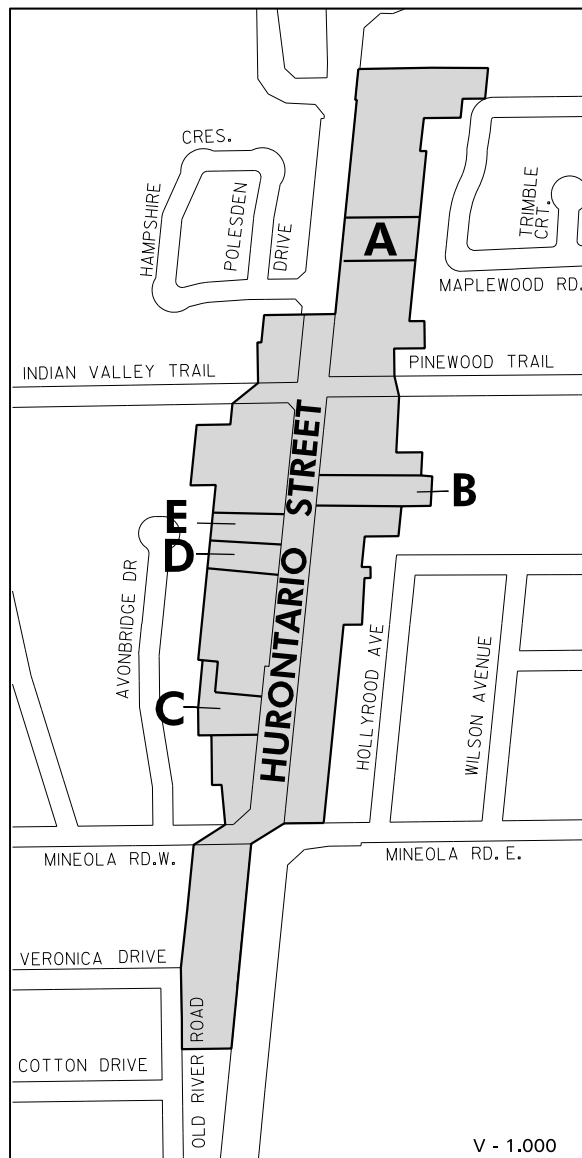 CRES.
HAMPSHIRE
POLESDEN
DRIVE
TRIMBLE
CRT.
A
MAPLEWOOD RD.
INDIAN VALLEY TRAIL
PINEWOOD TRAIL
HURONTARIO STREET
B
E
D
AVONBRIDGE DR
C
HOLLYROOD AVE
WILSON AVENUE
MINEOLA RD.W.
MINEOLA RD. E.
VERONICA DRIVE
OLD RIVER ROAD
COTTON DRIVE
V - 1.000